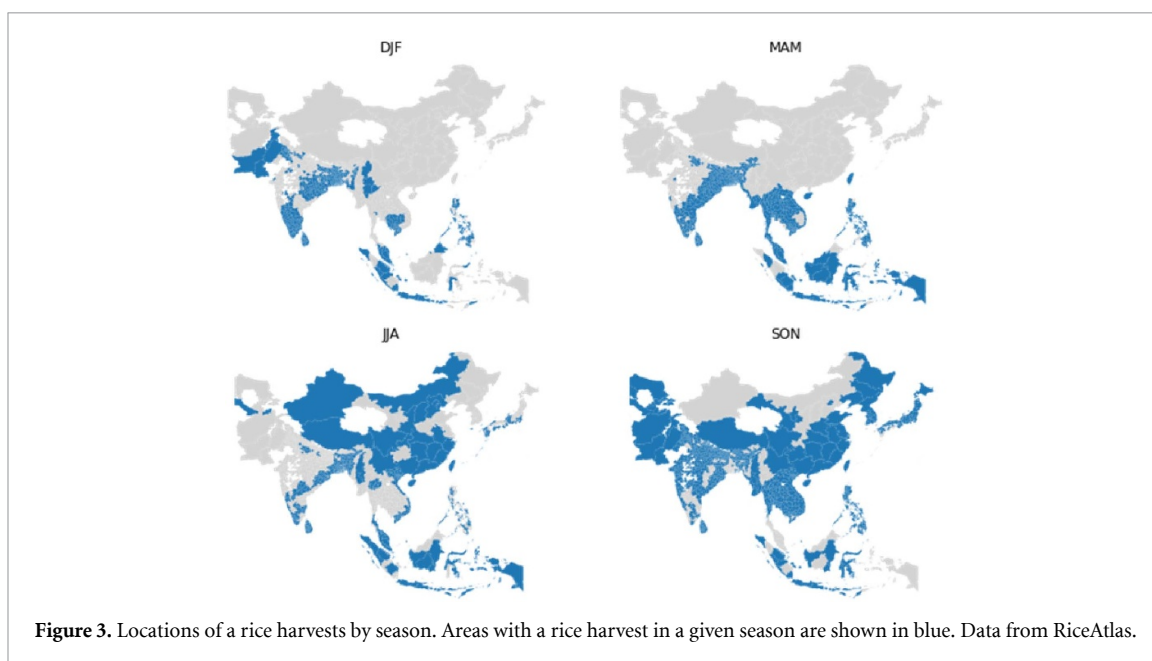 DJF
MAM
JJA
SON
Figure 3. Locations of a rice harvests by season. Areas with a rice harvest in a given season are shown in blue. Data from RiceAtlas.